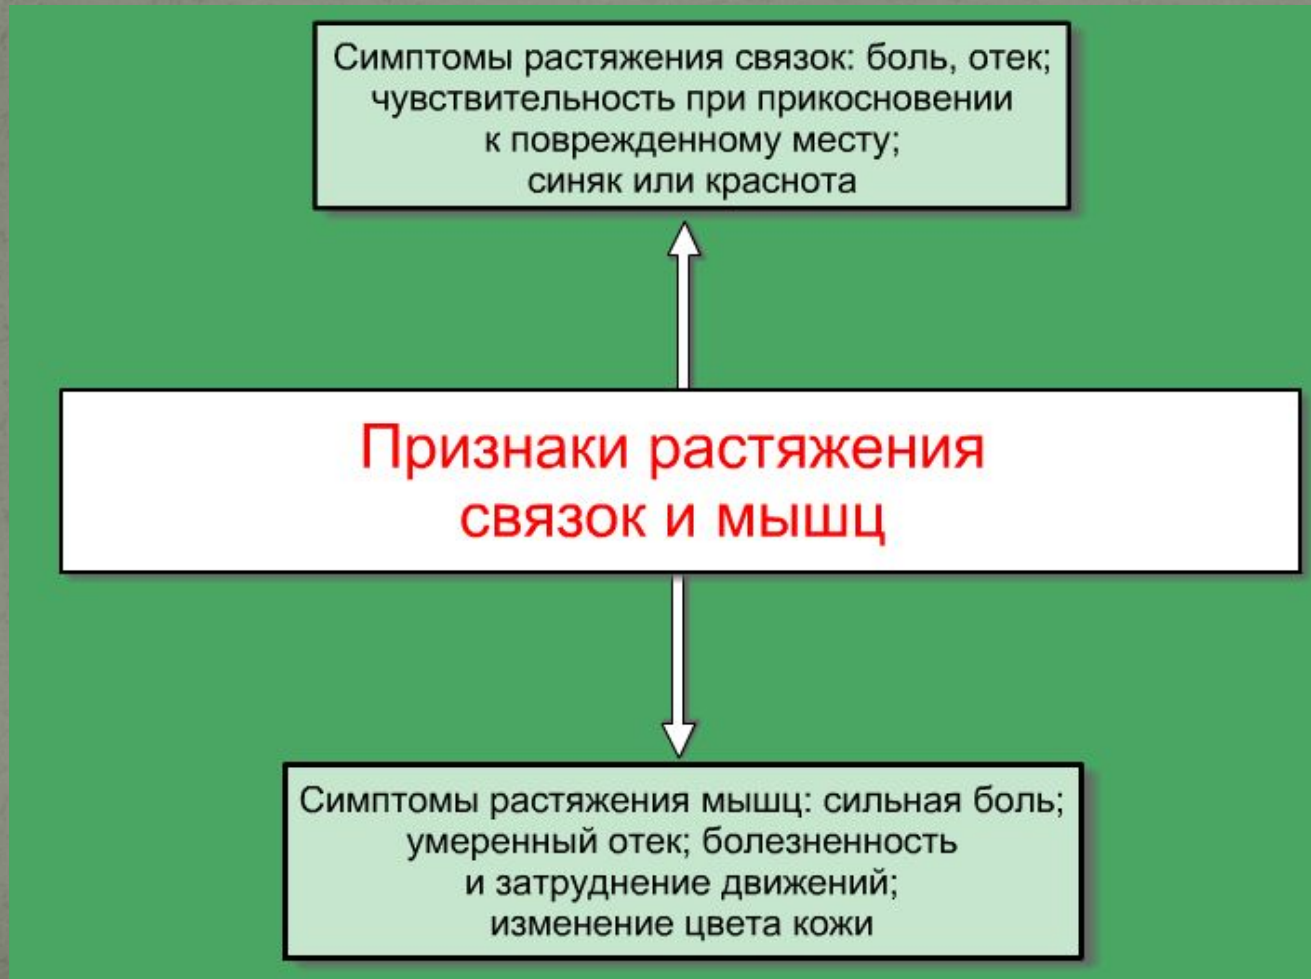 Симптомы растяжения связок: боль, отек;
чувствительность при прикосновении
к поврежденному месту;
синяк или краснота
Признаки растяжения
связок и мышц
Симптомы растяжения мышц: сильная боль;
умеренный отек; болезненность
и затруднение движений;
изменение цвета кожи